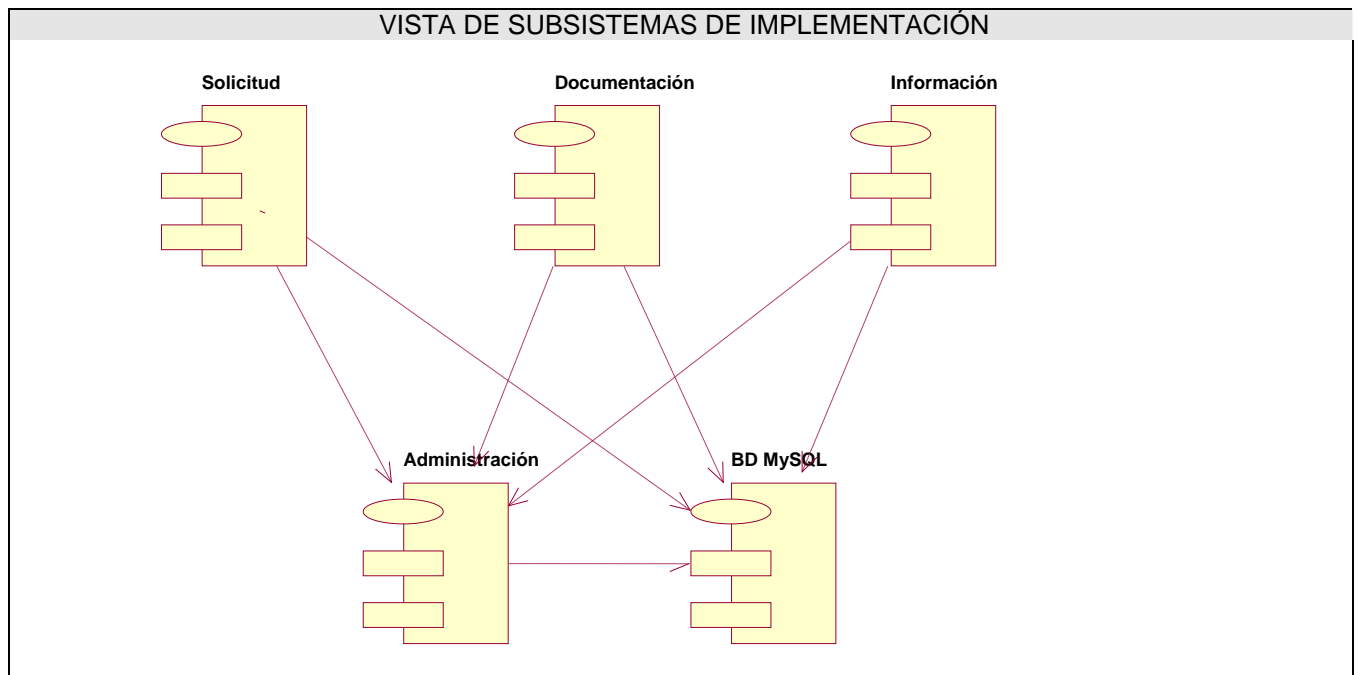 VISTA DE SUBSISTEMAS DE IMPLEMENTACIÓN
Solicitud
Documentación
Información
Administración
BD MySQL